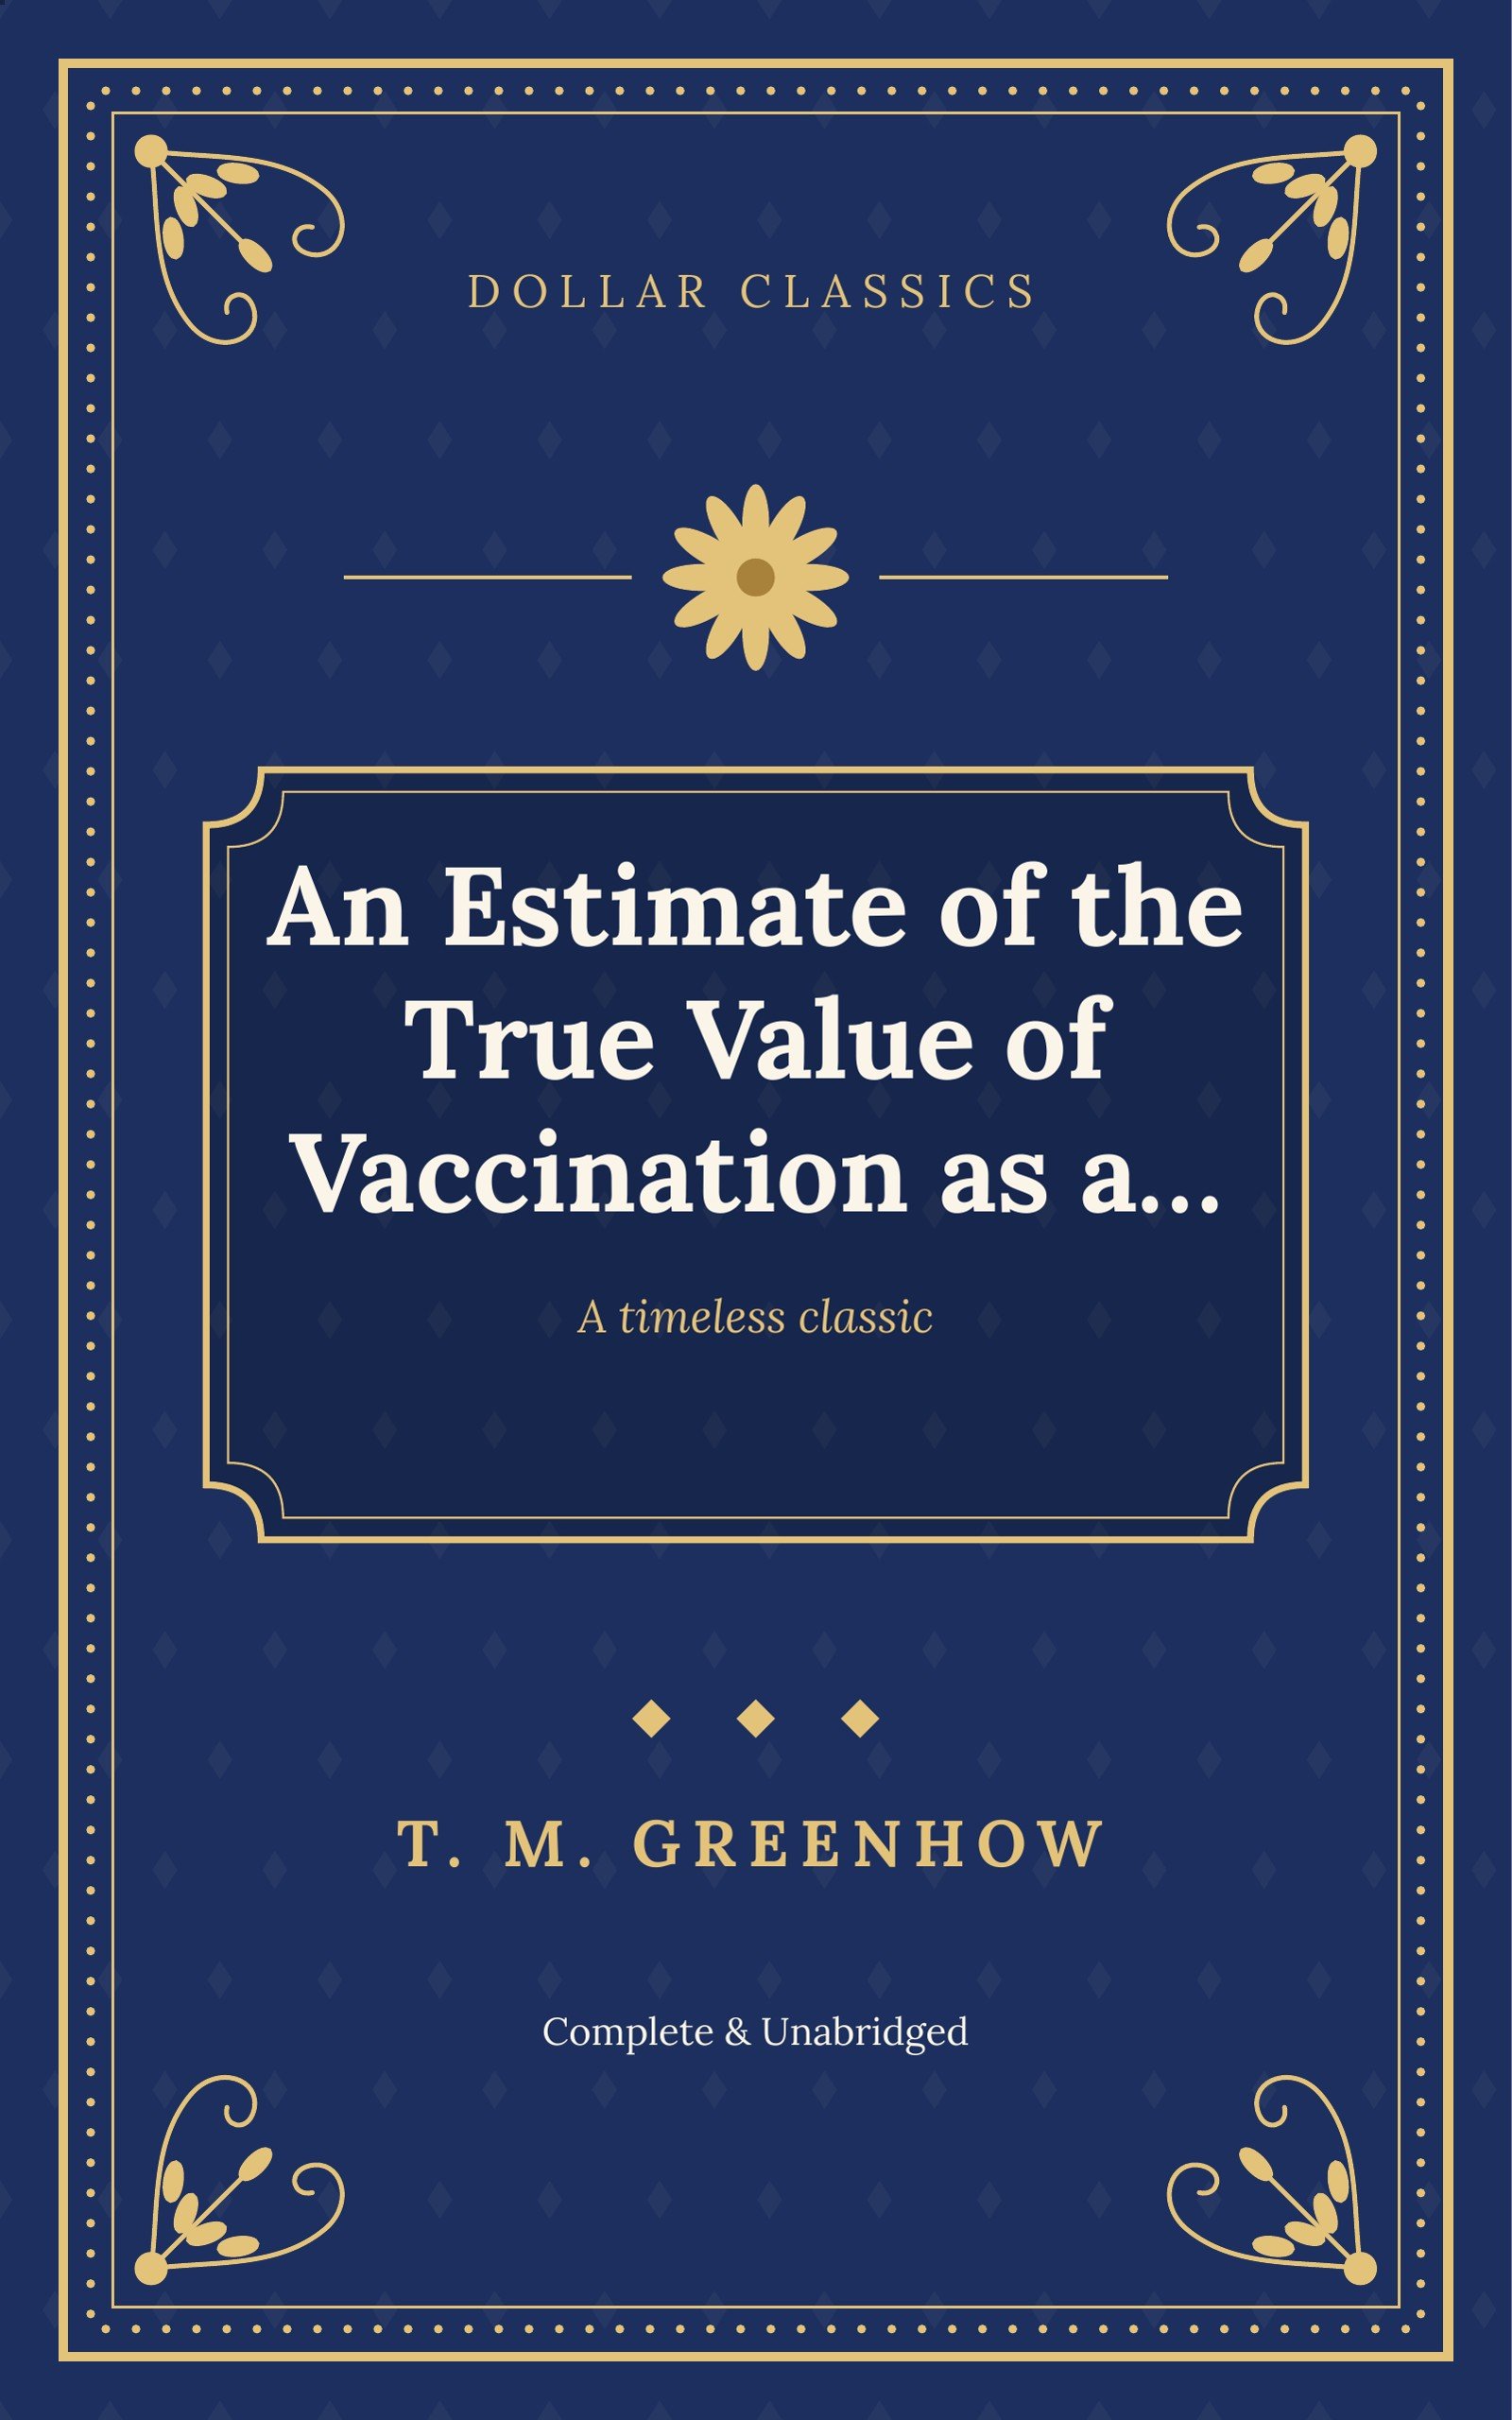 DOLLAR CLASSICS
An Estimate of the
True Value of
Vaccination as a...
A timeless classic
T. M. GREENHOW
Complete & Unabridged